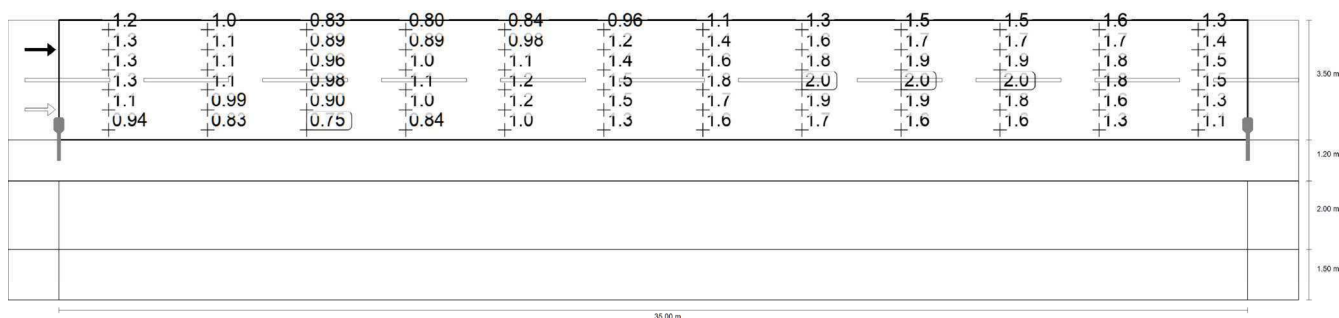 1.2 1.0 0.83 0.80 0.84 0.96 1.1 1.3 1.5 1.5 1.6 1.3
1.3 1.1 0.89 0.89 0.98 1.2 1.4 1.6 1.7 1.7 1.7 1.4
1.3 1.1 0.96 1.0 1.1 1.4 1.6 1.8 1.9 1.9 1.8 1.5
3.50 m
1.3 1.1 0.98 1.1 1.2 1.5 1.8 2.0 2.0 2.0 1.8 1.5
1.1 0.99 0.90 1.0 1.2 1.5 1.7 1.9 1.9 1.8 1.6 1.3
0.94 0.83 0.75 0.84 1.0 1.3 1.6 1.7 1.6 1.6 1.3 1.1
1.20 m
2.00 m
1.50 m
35.00 m